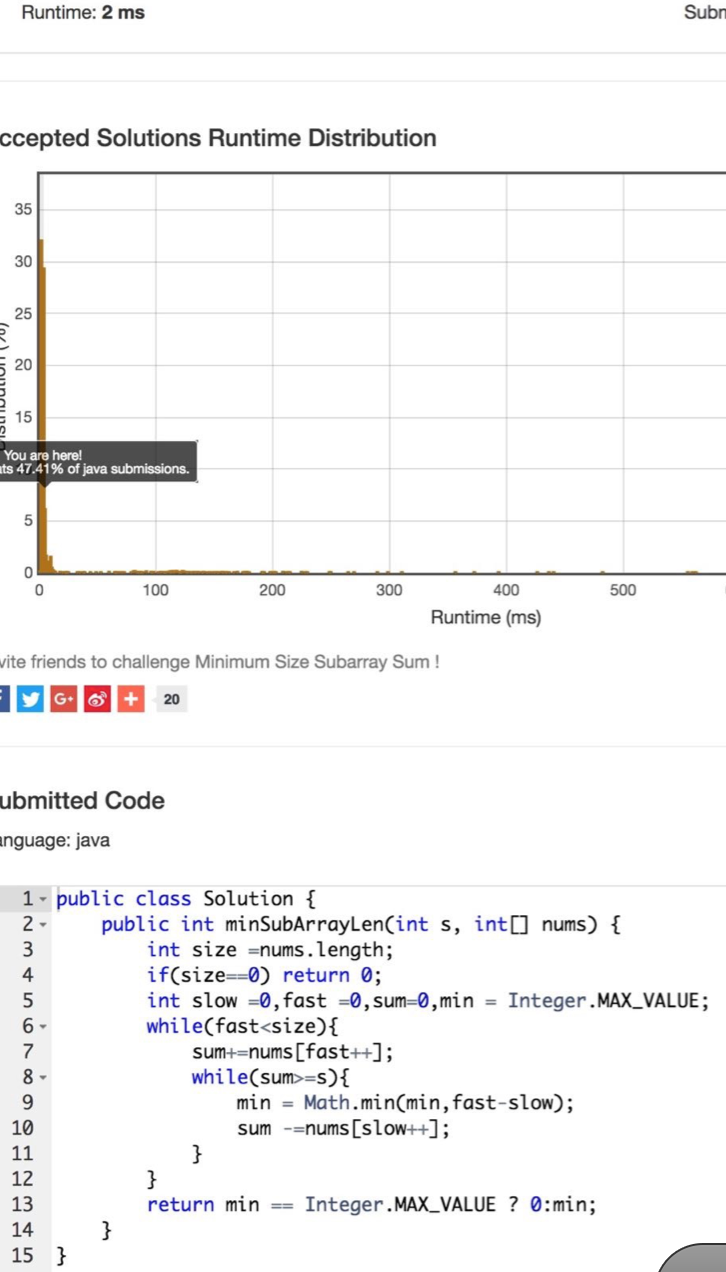 Runtime: 2 ms
Subm
ccepted Solutions Runtime Distribution
35
30
25
20
15
5
0
stribution (%)
You are here!
ats 47.41% of java submissions.
0 100 200 300 400 500
Runtime (ms)
vite friends to challenge Minimum Size Subarray Sum !
G+
+
20
ubmitted Code
anguage: java
1 public class Solution {
2 public int minSubArrayLen(int s, int[] nums) {
3 int size =nums.length;
4 if(size==0) return 0;
5 int slow =0,fast =0,sum=0,min = Integer.MAX_VALUE;
6 while(fast<size){
7 sum+=nums[fast++];
8 while(sum>=s){
9 min = Math.min(min,fast-slow);
10 sum -=nums[slow++];
11 }
12 }
13 return min == Integer.MAX_VALUE ? 0:min;
14 }
15 }